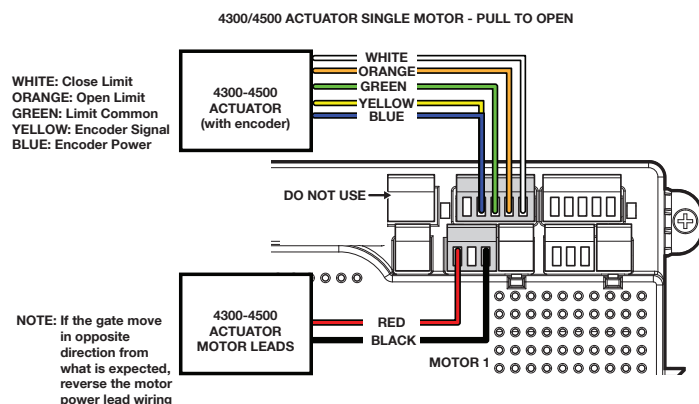 4300/4500 ACTUATOR SINGLE MOTOR - PULL TO OPEN
WHITE: Close Limit
ORANGE: Open Limit
GREEN: Limit Common
YELLOW: Encoder Signal
BLUE: Encoder Power
4300-4500
ACTUATOR
(with encoder)
WHITE
ORANGE
GREEN
YELLOW
BLUE
DO NOT USE
NOTE: If the gate move
in opposite
direction from
what is expected,
reverse the motor
power lead wiring
4300-4500
ACTUATOR
MOTOR LEADS
RED
BLACK
MOTOR 1